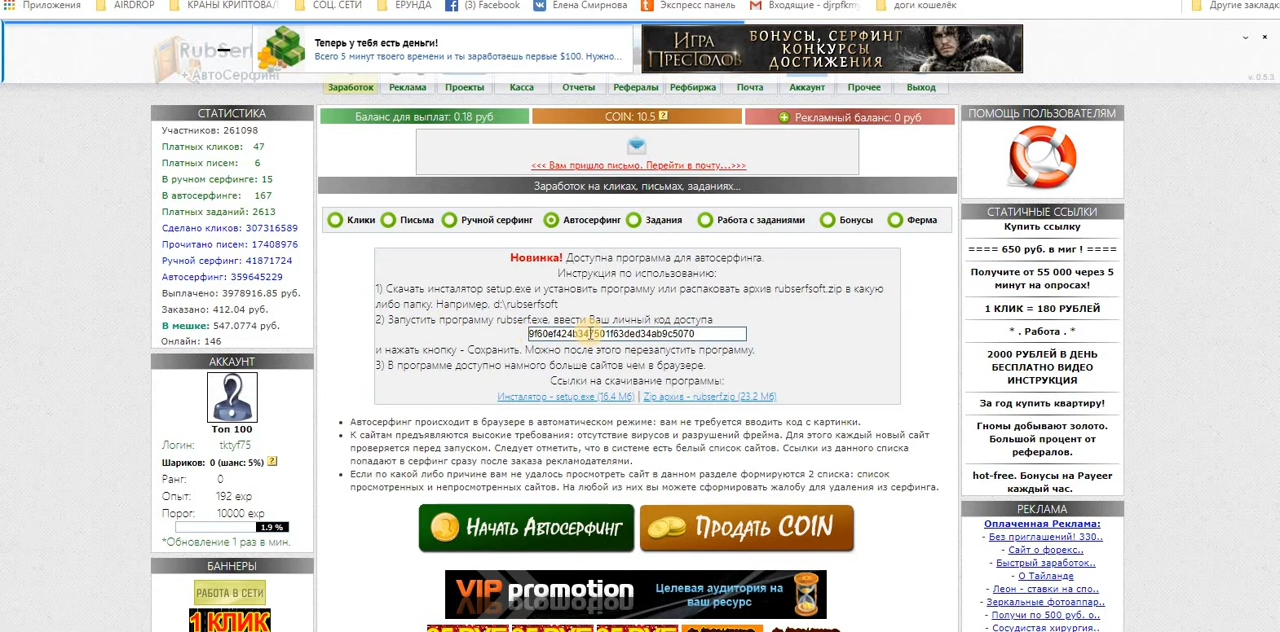 Приложения
AIRDROP
КРАНЫ КРИПТОВАЛ
СОЦ. СЕТИ
ЕРУНДА
(3) Facebook
Елена Смирнова
Экспресс панель
Входящие - djrpfkm
доги кошелёк
Другие заклад
Rubserf
+ АвтоСерфинг
Теперь у тебя есть деньги!
Всего 5 минут твоего времени и ты заработаешь первые $100. Нужно...
ИГРА ПРЕСТОЛОВ
БОНУСЫ, СЕРФИНГ
КОНКУРСЫ
ДОСТИЖЕНИЯ
v. 0.5.3
Заработок
Реклама
Проекты
Касса
Отчеты
Рефералы
Рефбиржа
Почта
Аккаунт
Прочее
Выход
СТАТИСТИКА
Участников: 261098
Платных кликов: 47
Платных писем: 6
В ручном серфинге: 15
В автосерфинге: 167
Платных заданий: 2613
Сделано кликов: 307316589
Прочитано писем: 17408976
Ручной серфинг: 41871724
Автосерфинг: 359645229
Выплачено: 3978916.85 руб.
Заказано: 412.04 руб.
В мешке: 547.0774 руб.
Онлайн: 146
АККАУНТ
Топ 100
Логин: tktyf75
Шариков: 0 (шанс: 5%) ?
Ранг: 0
Опыт: 192 exp
Порог: 10000 exp
1.9 %
*Обновление 1 раз в мин.
БАННЕРЫ
РАБОТА В СЕТИ
1 КЛИК
Баланс для выплат: 0.18 руб
COIN: 10.5 ?
Рекламный баланс: 0 руб
<<< Вам пришло письмо. Перейти в почту...>>>
Заработок на кликах, письмах, заданиях...
Клики
Письма
Ручной серфинг
Автосерфинг
Задания
Работа с заданиями
Бонусы
Ферма
Новинка! Доступна программа для автосерфинга.
Инструкция по использованию:
1) Скачать инсталятор setup.exe и установить программу или распаковать архив rubserfsoft.zip в какую
либо папку. Например, d:\rubserfsoft
2) Запустить программу rubserf.exe, ввести Ваш личный код доступа
9f60ef424b347501f63ded34ab9c5070
и нажать кнопку - Сохранить. Можно после этого перезапустить программу.
3) В программе доступно намного больше сайтов чем в браузере.
Ссылки на скачивание программы:
Инсталятор - setup.exe (16.4 Мб) | Zip архив - rubserf.zip (23.2 Мб)
Автосерфинг происходит в браузере в автоматическом режиме: вам не требуется вводить код с картинки.
К сайтам предъявляются высокие требования: отсутствие вирусов и разрушений фрейма. Для этого каждый новый сайт
проверяется перед запуском. Следует отметить, что в системе есть белый список сайтов. Ссылки из данного списка
попадают в серфинг сразу после заказа рекламодателями.
Если по какой либо причине вам не удалось просмотреть сайт в данном разделе формируются 2 списка: список
просмотренных и непросмотренных сайтов. На любой из них вы можете сформировать жалобу для удаления из серфинга.
НАЧАТЬ АВТОСЕРФИНГ
ПРОДАТЬ COIN
VIP promotion
Целевая аудитория на
ваш ресурс
ПОМОЩЬ ПОЛЬЗОВАТЕЛЯМ
СТАТИЧНЫЕ ССЫЛКИ
Купить ссылку
==== 650 руб. в миг ! ====
Получите от 55 000 через 5
минут на опросах!
1 КЛИК = 180 РУБЛЕЙ
* . Работа . *
2000 РУБЛЕЙ В ДЕНЬ
БЕСПЛАТНО ВИДЕО
ИНСТРУКЦИЯ
За год купить квартиру!
Гномы добывают золото.
Большой процент от
рефералов.
hot-free. Бонусы на Payeer
каждый час.
РЕКЛАМА
Оплаченная Реклама:
- Без приглашений! 330..
- Сайт о форекс..
- Быстрый заработок..
- О Тайланде
- Леон - ставки на спо..
- Зеркальные фотоаппар..
- Получи по 500 руб. о..
- Сосудистая хирургия..